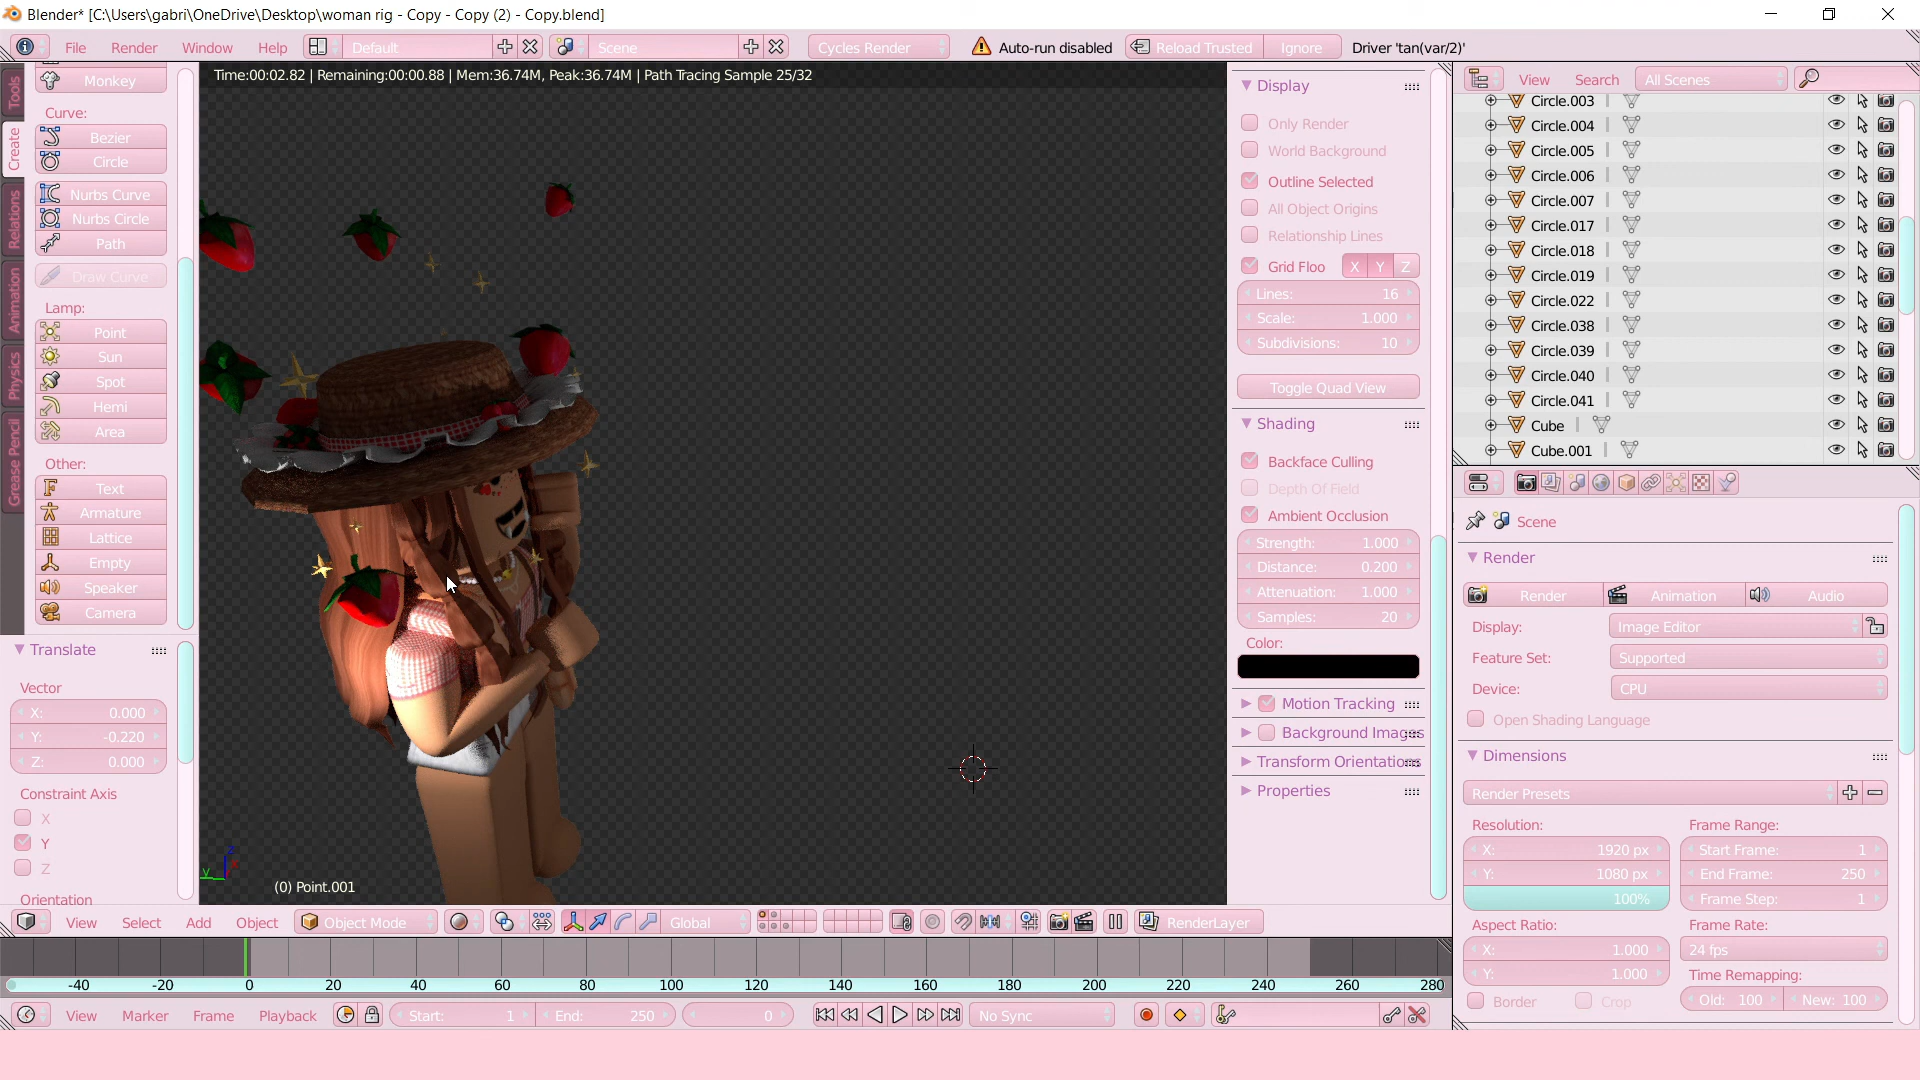 Blender* [C:\Users\gabri\OneDrive\Desktop\woman rig - Copy - Copy (2) - Copy.blend]
File Render Window Help Default Scene Cycles Render Auto-run disabled Reload Trusted Ignore Driver 'tan(var/2)'
Time:00:02.82 | Remaining:00:00.88 | Mem:36.74M, Peak:36.74M | Path Tracing Sample 25/32
Tools
Create
Relations
Animation
Physics
Grease Pencil
Monkey
Curve:
Bezier
Circle
Nurbs Curve
Nurbs Circle
Path
Draw Curve
Lamp:
Point
Sun
Spot
Hemi
Area
Other:
Text
Armature
Lattice
Empty
Speaker
Camera
Translate
Vector
X: 0.000
Y: -0.220
Z: 0.000
Constraint Axis
X
Y
Z
Orientation
y
z
x
(0) Point.001
Display
Only Render
World Background
Outline Selected
All Object Origins
Relationship Lines
Grid Floo X Y Z
Lines: 16
Scale: 1.000
Subdivisions: 10
Toggle Quad View
Shading
Backface Culling
Depth Of Field
Ambient Occlusion
Strength: 1.000
Distance: 0.200
Attenuation: 1.000
Samples: 20
Color:
Motion Tracking
Background Images
Transform Orientations
Properties
View Search All Scenes
Circle.003
Circle.004
Circle.005
Circle.006
Circle.007
Circle.017
Circle.018
Circle.019
Circle.022
Circle.038
Circle.039
Circle.040
Circle.041
Cube
Cube.001
Scene
Render
Render Animation Audio
Display: Image Editor
Feature Set: Supported
Device: CPU
Open Shading Language
Dimensions
Render Presets
Resolution: Frame Range:
X: 1920 px Start Frame: 1
Y: 1080 px End Frame: 250
100% Frame Step: 1
Aspect Ratio: Frame Rate:
X: 1.000 24 fps
Y: 1.000 Time Remapping:
Border Crop Old: 100 New: 100
View Select Add Object Object Mode Global RenderLayer
-40 -20 0 20 40 60 80 100 120 140 160 180 200 220 240 260 280
View Marker Frame Playback Start: 1 End: 250 0 No Sync